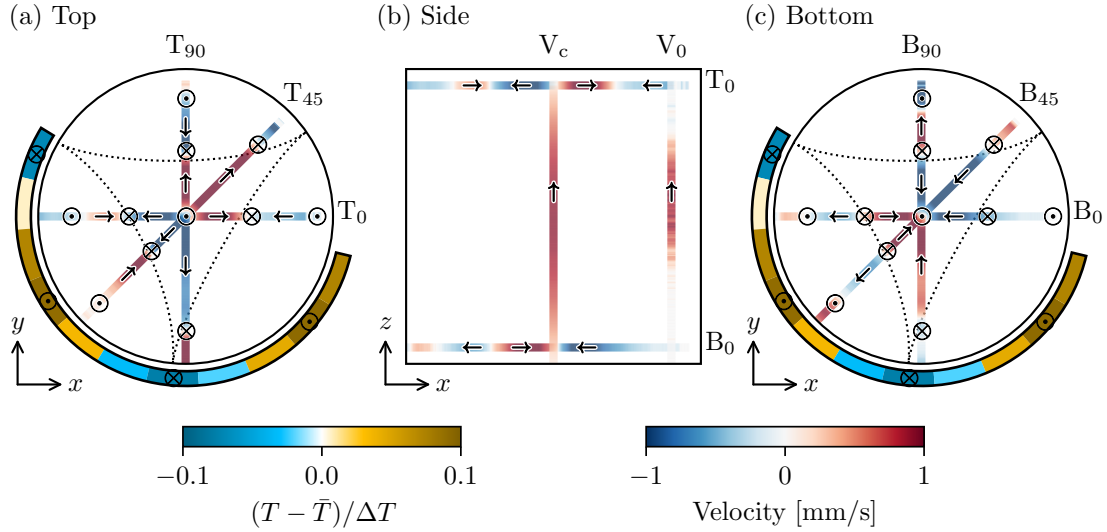 (a) Top
(b) Side
(c) Bottom
T₉₀
V_c
V₀
B₉₀
T₄₅
T₀
B₄₅
T₀
B₀
B₀
y
x
z
x
y
x
−0.1
0.0
0.1
−1
0
1
(T − T̄)/ΔT
Velocity [mm/s]